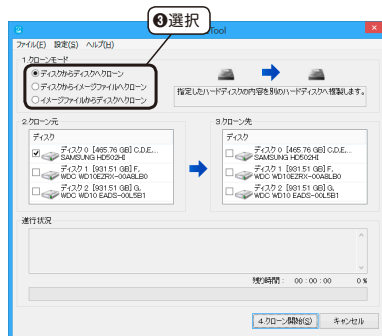 ❸選択
Tool
ファイル(F) 設定(S) ヘルプ(H)
1.クローンモード
ディスクからディスクへクローン
ディスクからイメージファイルへクローン
イメージファイルからディスクへクローン
指定したハードディスクの内容を別のハードディスクへ複製します。
2.クローン元
ディスク
ディスク 0 [465.76 GB] C,D,E,...
SAMSUNG HD502HI
ディスク 1 [931.51 GB] F,
WDC WD10EZRX-00A8LB0
ディスク 2 [931.51 GB] G,
WDC WD10 EADS-00L5B1
3.クローン先
ディスク
ディスク 0 [465.76 GB] C,D,E,...
SAMSUNG HD502HI
ディスク 1 [931.51 GB] F,
WDC WD10EZRX-00A8LB0
ディスク 2 [931.51 GB] G,
WDC WD10 EADS-00L5B1
進行状況
残り時間: 00:00:00 0%
4.クローン開始(S) キャンセル